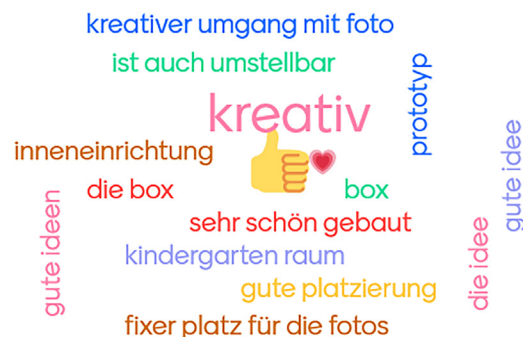 kreativer umgang mit foto
ist auch umstellbar
prototyp
kreativ
inneneinrichtung
gute idee
die box
box
gute ideen
sehr schön gebaut
die idee
kindergarten raum
gute platzierung
fixer platz für die fotos